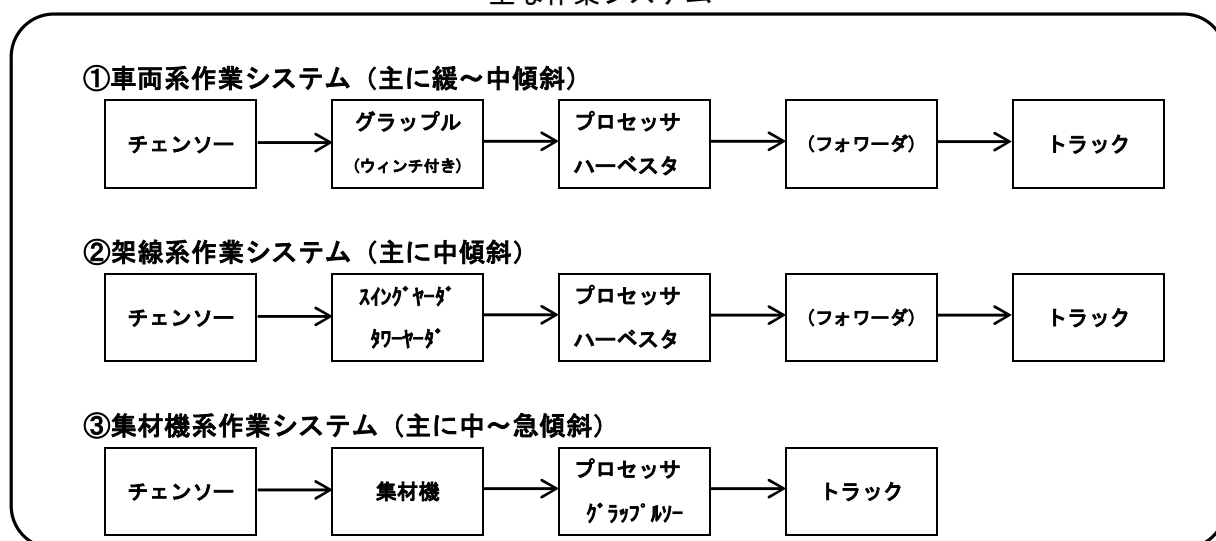 主な作業システム
①車両系作業システム（主に緩～中傾斜）
チェンソー
グラップル
(ウィンチ付き)
プロセッサ
ハーベスタ
（フォワーダ）
トラック
②架線系作業システム（主に中傾斜）
チェンソー
ｽｲﾝｸﾞﾔｰﾀﾞ
ﾀﾜｰﾔｰﾀﾞ
プロセッサ
ハーベスタ
（フォワーダ）
トラック
③集材機系作業システム（主に中～急傾斜）
チェンソー
集材機
プロセッサ
ｸﾞﾗｯﾌﾟﾙｿｰ
トラック